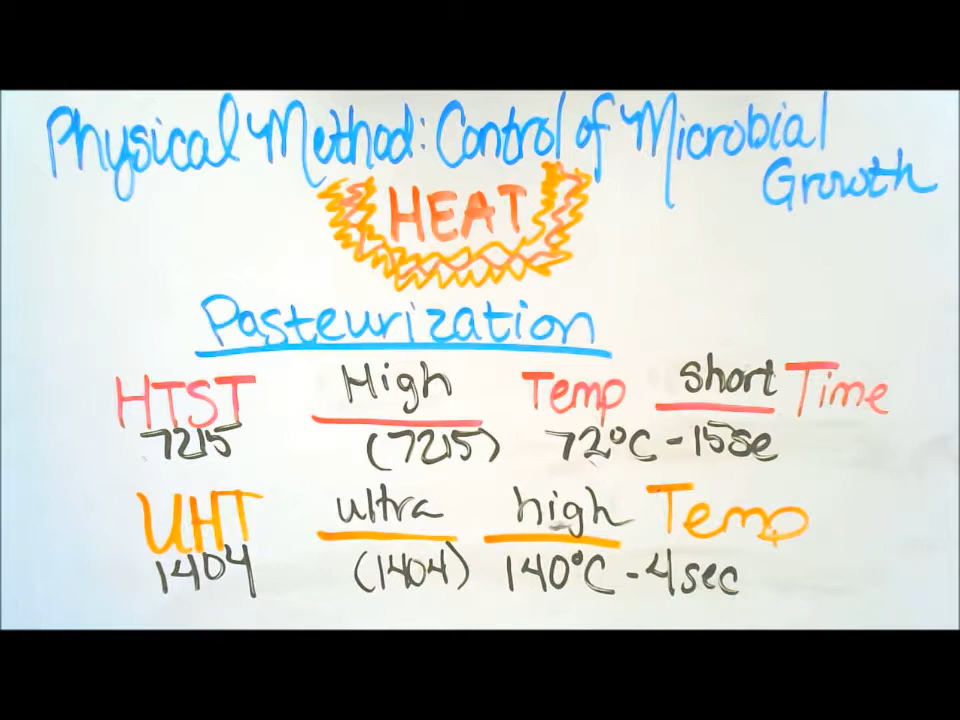 Physical Method: Control of Microbial
Growth
HEAT
Pasteurization
HTST High Temp short Time
7215 (7215) 72°C - 15se
UHT ultra high Temp
1404 (1404) 140°C - 4sec